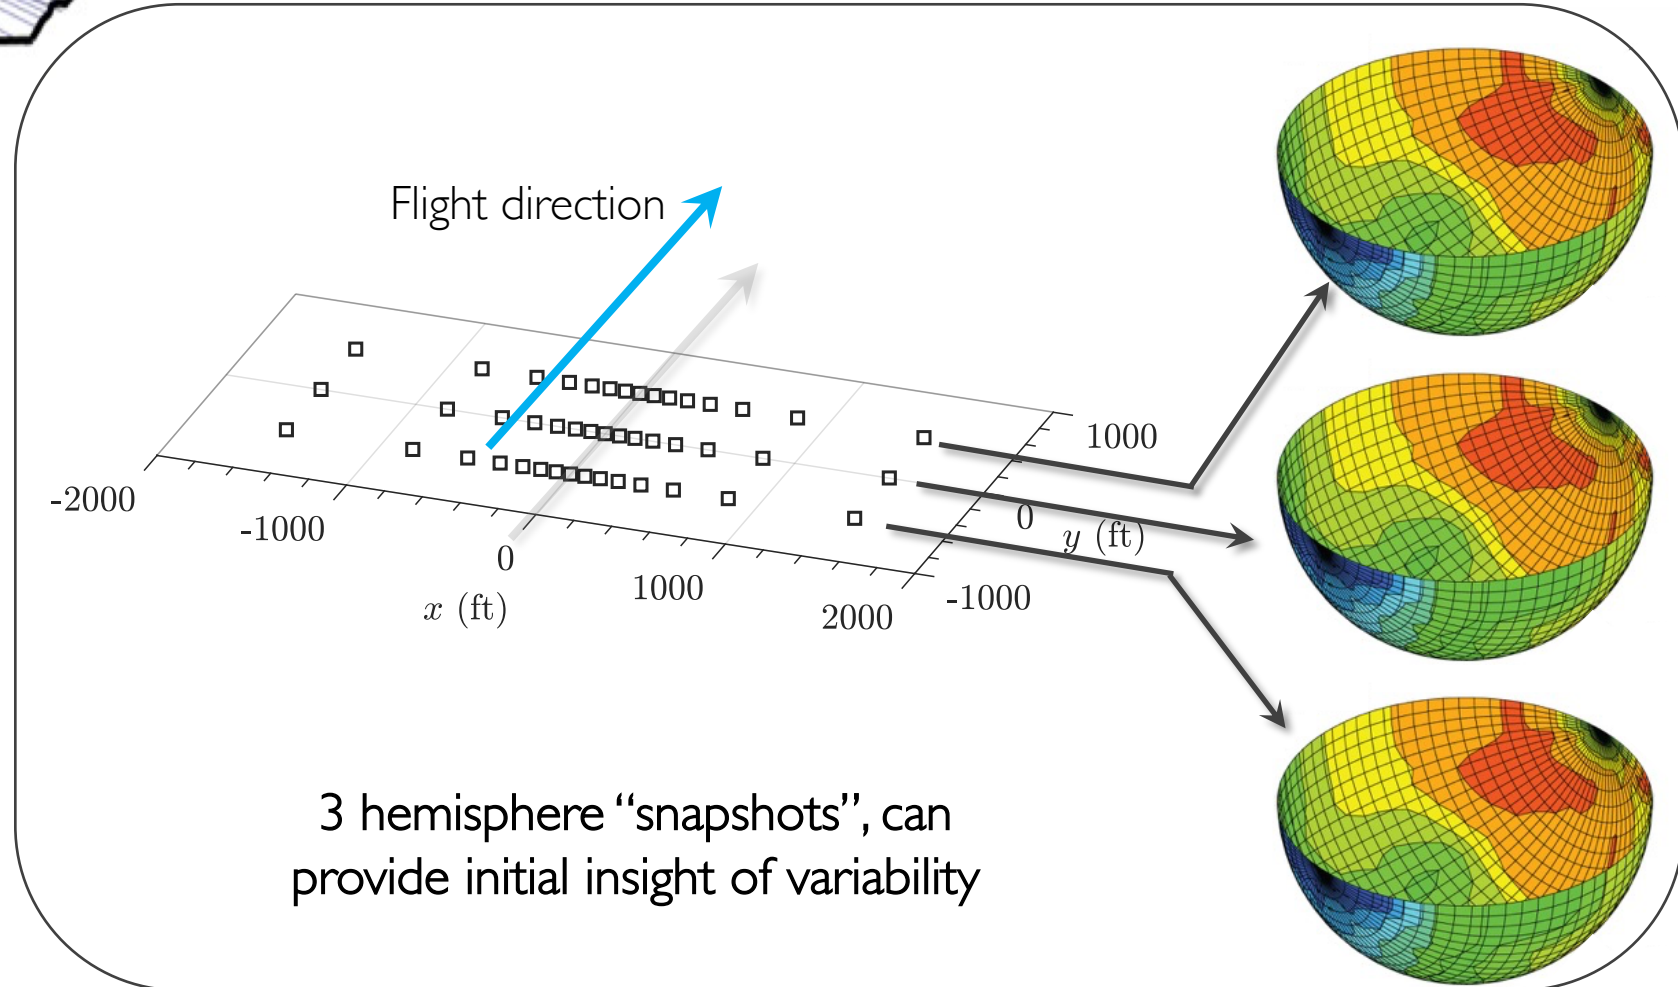 Flight direction
1000
-2000
-1000
0
y (ft)
0
1000
-1000
x (ft)
2000
3 hemisphere “snapshots”, can
provide initial insight of variability